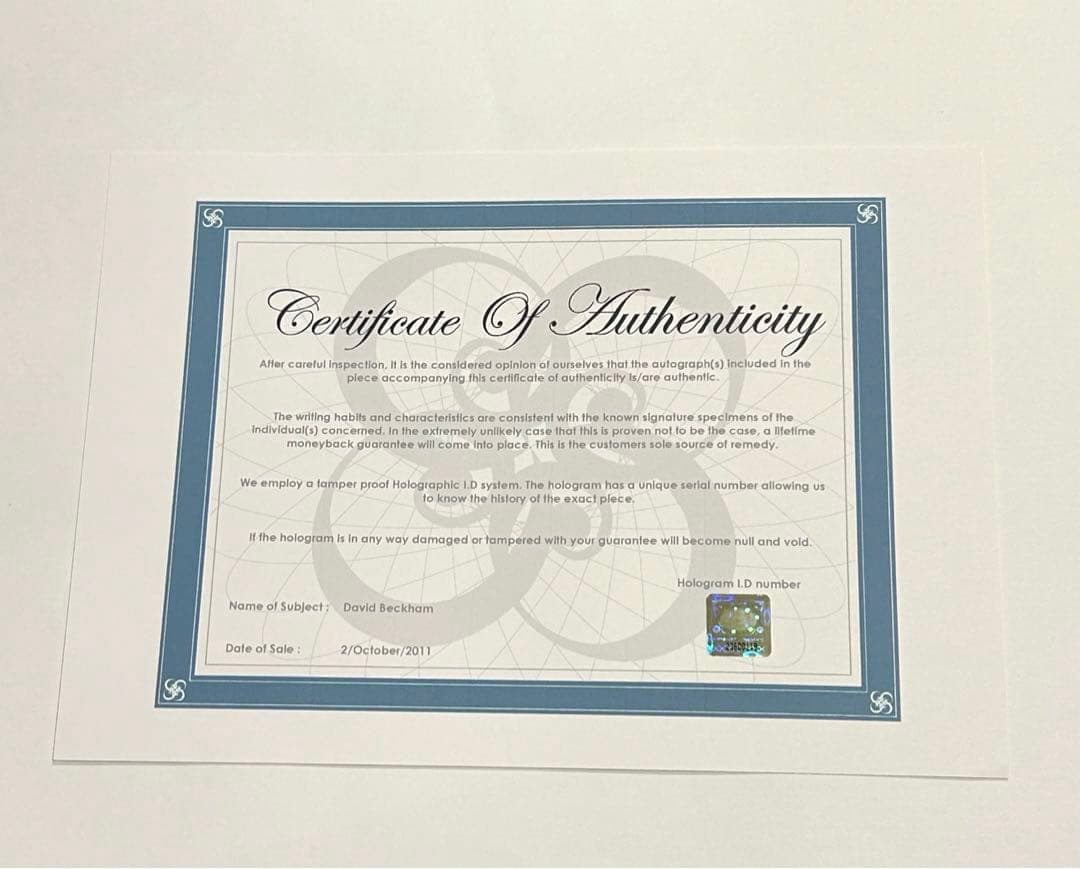 Certificate Of Authenticity
After careful inspection, it is the considered opinion of ourselves that the autograph(s) included in the
piece accompanying this certificate of authenticity is/are authentic.
The writing habits and characteristics are consistent with the known signature specimens of the
individual(s) concerned. In the extremely unlikely case that this is proven not to be the case, a lifetime
moneyback guarantee will come into place. This is the customers sole source of remedy.
We employ a tamper proof Holographic I.D system. The hologram has a unique serial number allowing us
to know the history of the exact piece.
If the hologram is in any way damaged or tampered with your guarantee will become null and void.
Hologram I.D number
Name of Subject : David Beckham
Date of Sale : 2/October/2011